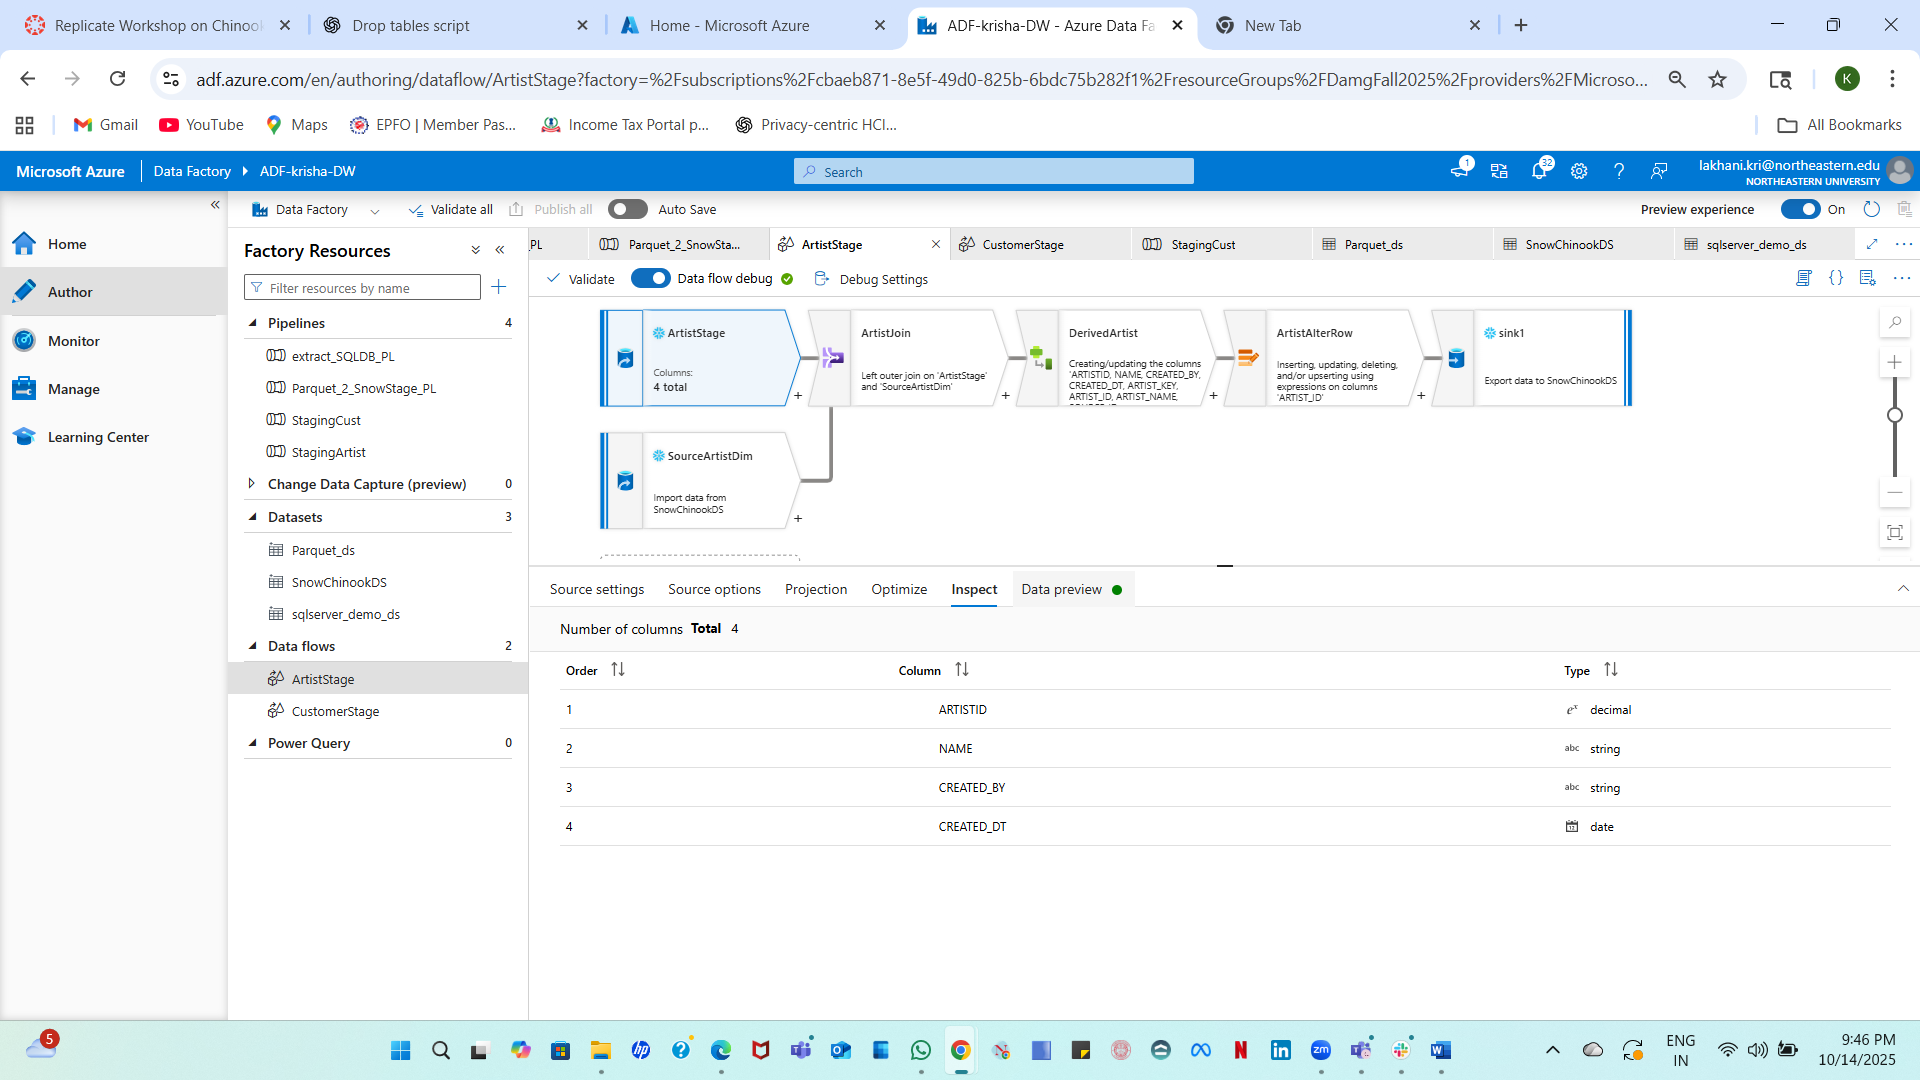 Replicate Workshop on Chinook
Drop tables script
Home - Microsoft Azure
ADF-krisha-DW - Azure Data Fa
New Tab
adf.azure.com/en/authoring/dataflow/ArtistStage?factory=%2Fsubscriptions%2Fcbaeb871-8e5f-49d0-825b-6bdc75b282f1%2FresourceGroups%2FDamgFall2025%2Fproviders%2FMicroso...
K
Gmail
YouTube
Maps
EPFO | Member Pas...
Income Tax Portal p...
Privacy-centric HCI...
All Bookmarks
Microsoft Azure
Data Factory
ADF-krisha-DW
Search
1
32
lakhani.kri@northeastern.edu
NORTHEASTERN UNIVERSITY
Data Factory
Validate all
Publish all
Auto Save
Preview experience
On
Home
Author
Monitor
Manage
Learning Center
Factory Resources
Filter resources by name
Pipelines 4
extract_SQLDB_PL
Parquet_2_SnowStage_PL
StagingCust
StagingArtist
Change Data Capture (preview) 0
Datasets 3
Parquet_ds
SnowChinookDS
sqlserver_demo_ds
Data flows 2
ArtistStage
CustomerStage
Power Query 0
_PL
Parquet_2_SnowSta...
ArtistStage
CustomerStage
StagingCust
Parquet_ds
SnowChinookDS
sqlserver_demo_ds
Validate
Data flow debug
Debug Settings
ArtistStage
Columns:
4 total
ArtistJoin
Left outer join on 'ArtistStage'
and 'SourceArtistDim'
DerivedArtist
Creating/updating the columns
'ARTISTID, NAME, CREATED_BY,
CREATED_DT, ARTIST_KEY,
ARTIST_ID, ARTIST_NAME,
ArtistAlterRow
Inserting, updating, deleting,
and/or upserting using
expressions on columns
'ARTIST_ID'
sink1
Export data to SnowChinookDS
SourceArtistDim
Import data from
SnowChinookDS
Source settings
Source options
Projection
Optimize
Inspect
Data preview
Number of columns Total 4
Order Column Type
1 ARTISTID decimal
2 NAME abc string
3 CREATED_BY abc string
4 CREATED_DT date
5
ENG
IN
9:46 PM
10/14/2025